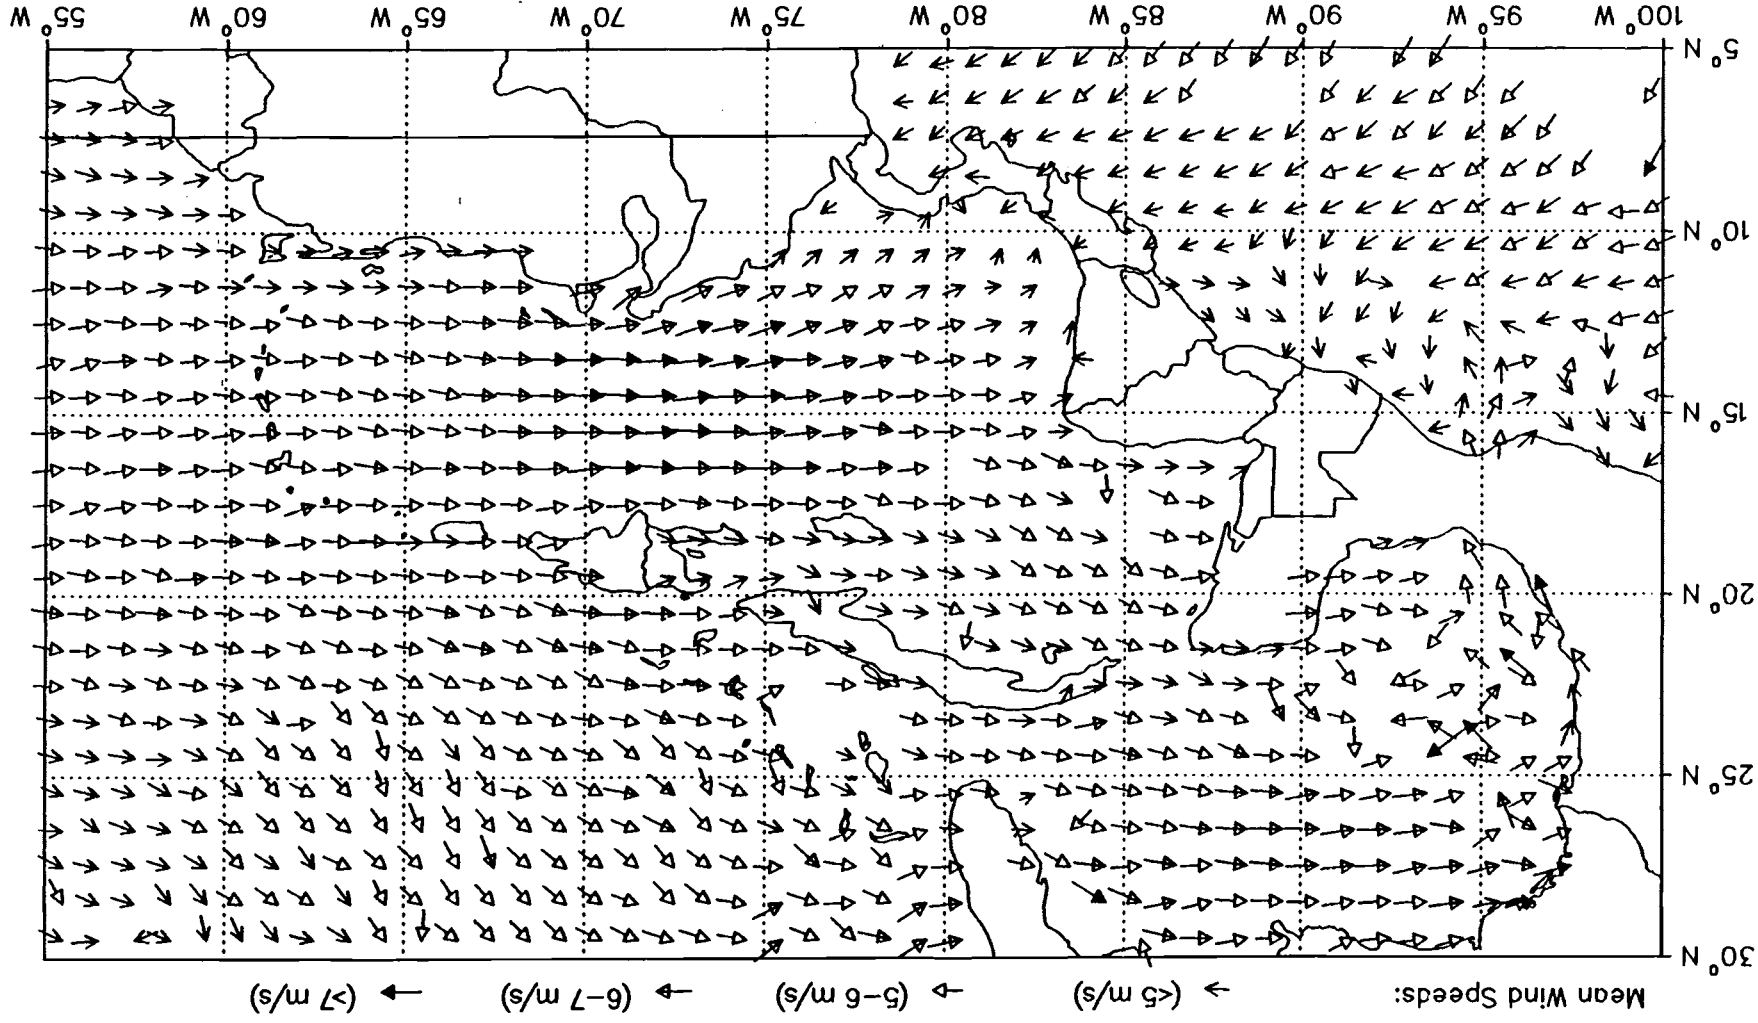 Mean Wind Speeds: (<5 m/s) (5-6 m/s) (6-7 m/s) (>7 m/s)
30° N
25° N
20° N
15° N
10° N
5° N
100° W 95° W 90° W 85° W 80° W 75° W 70° W 65° W 60° W 55° W